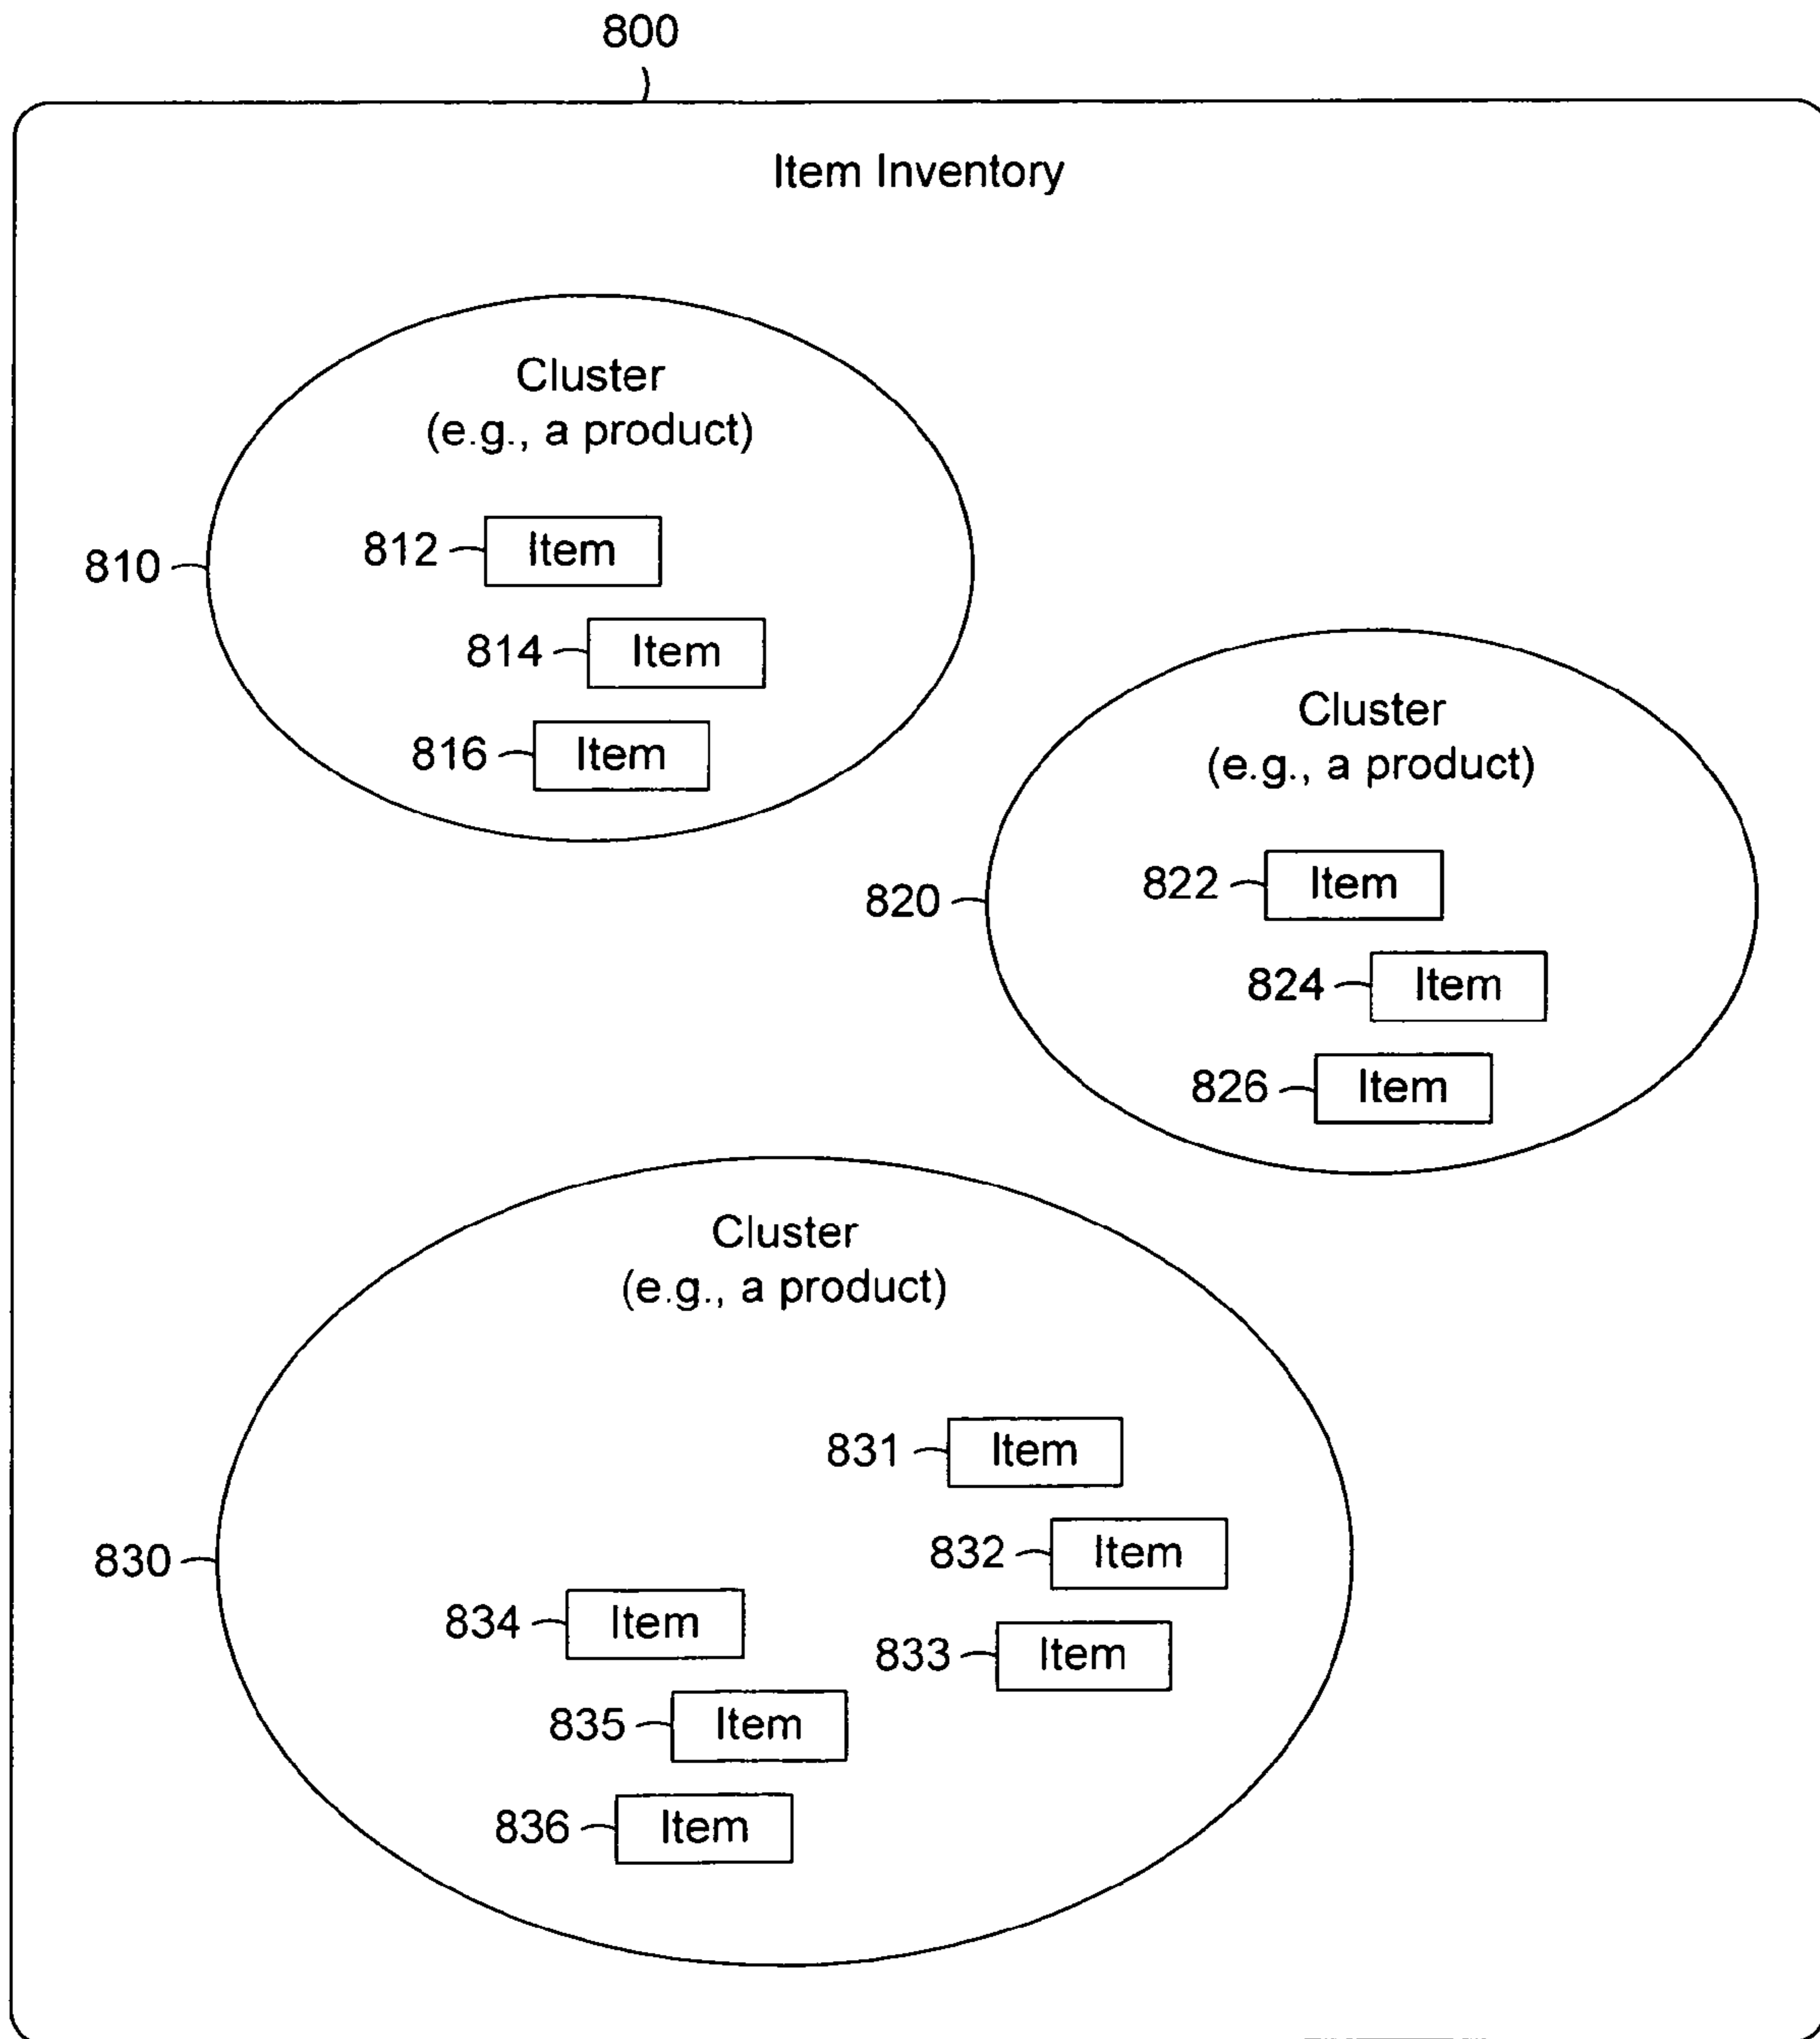 800
Item Inventory
Cluster
(e.g., a product)
812 Item
810
814 Item
816 Item
Cluster
(e.g., a product)
822 Item
820
824 Item
826 Item
Cluster
(e.g., a product)
831 Item
832 Item
830
834 Item
833 Item
835 Item
836 Item